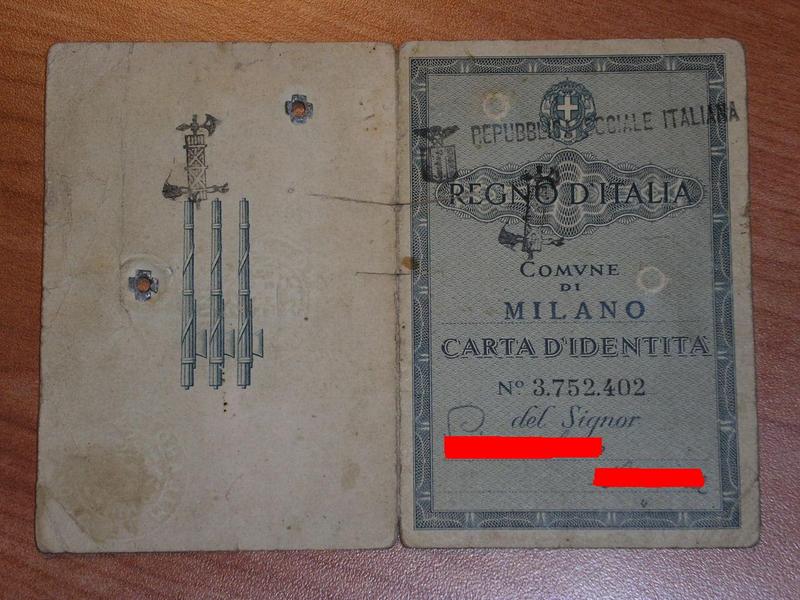 REPUBBLICA SOCIALE ITALIANA
REGNO D'ITALIA
COMVNE
DI
MILANO
CARTA D'IDENTITÀ
No 3.752.402
del Signor